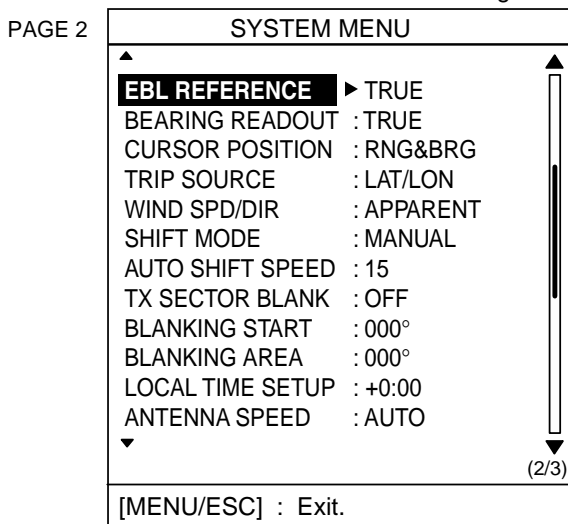 PAGE 2
SYSTEM MENU
EBL REFERENCE ▶ TRUE
BEARING READOUT : TRUE
CURSOR POSITION : RNG&BRG
TRIP SOURCE : LAT/LON
WIND SPD/DIR : APPARENT
SHIFT MODE : MANUAL
AUTO SHIFT SPEED : 15
TX SECTOR BLANK : OFF
BLANKING START : 000°
BLANKING AREA : 000°
LOCAL TIME SETUP : +0:00
ANTENNA SPEED : AUTO
(2/3)
[MENU/ESC] : Exit.